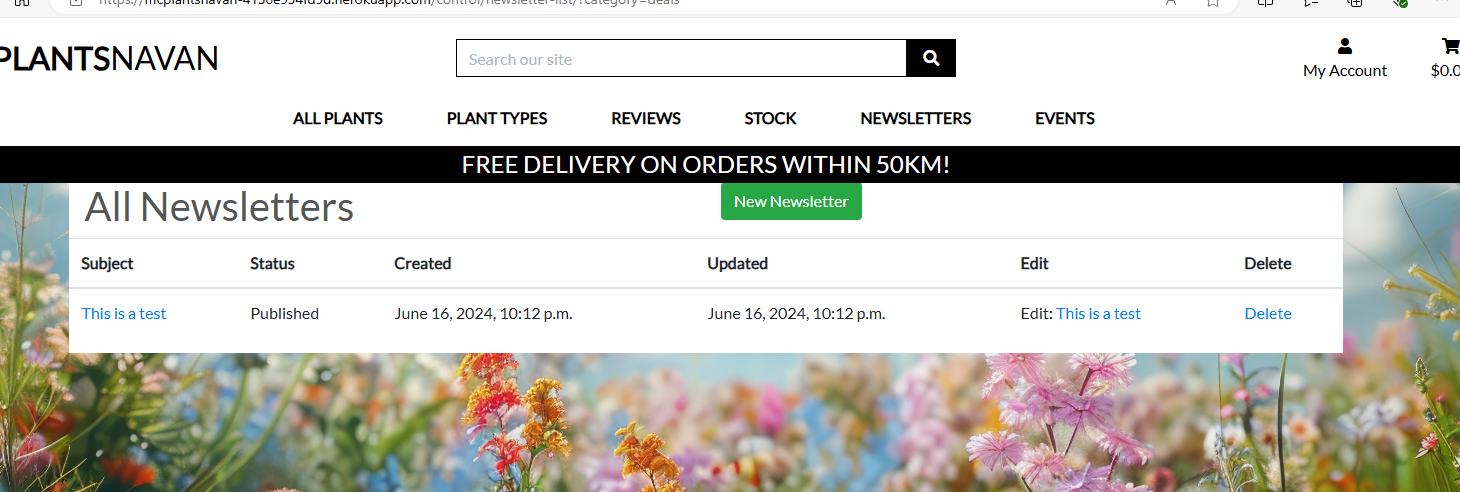 https://mcplantsnavan-4156e954fd9d.herokuapp.com/control/newsletter-list/?category=deals
PLANTSNAVAN
Search our site
My Account
$0.0
ALL PLANTS PLANT TYPES REVIEWS STOCK NEWSLETTERS EVENTS
FREE DELIVERY ON ORDERS WITHIN 50KM!
All Newsletters New Newsletter
Subject Status Created Updated Edit Delete
This is a test Published June 16, 2024, 10:12 p.m. June 16, 2024, 10:12 p.m. Edit: This is a test Delete